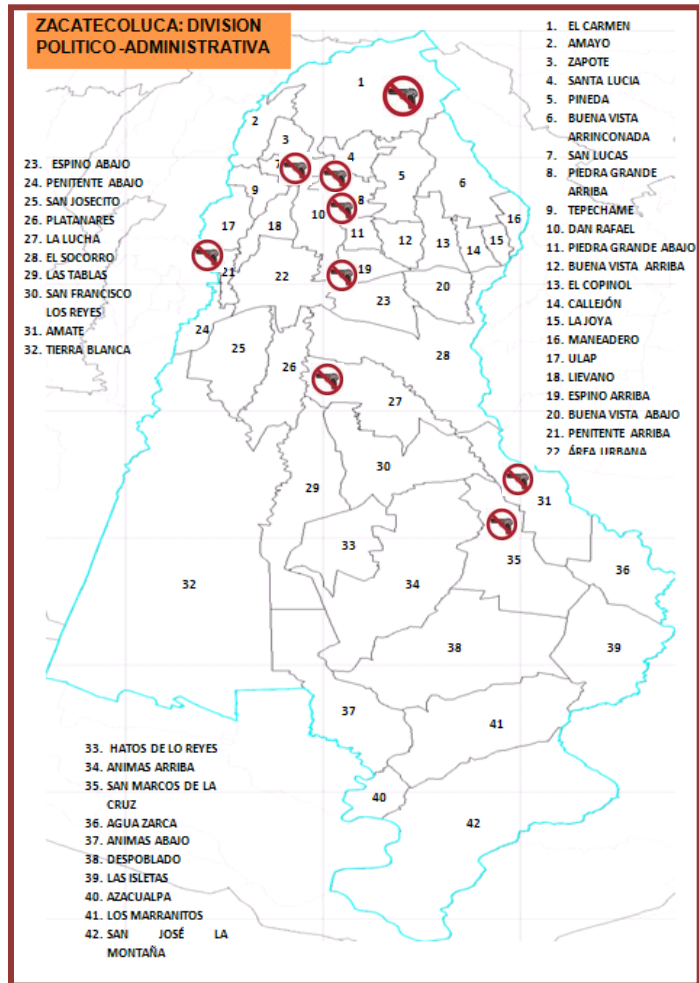 ZACATECOLUCA: DIVISION
POLITICO -ADMINISTRATIVA
1. EL CARMEN
2. AMAYO
3. ZAPOTE
4. SANTA LUCIA
5. PINEDA
6. BUENA VISTA
ARRINCONADA
7. SAN LUCAS
8. PIEDRA GRANDE
ARRIBA
9. TEPECHAME
10. DAN RAFAEL
11. PIEDRA GRANDE ABAJO
12. BUENA VISTA ARRIBA
13. EL COPINOL
14. CALLEJÓN
15. LA JOYA
16. MANEADERO
17. ULAP
18. LIEVANO
19. ESPINO ARRIBA
20. BUENA VISTA ABAJO
21. PENITENTE ARRIBA
22 ÁREA URBANA
23. ESPINO ABAJO
24. PENITENTE ABAJO
25. SAN JOSECITO
26. PLATANARES
27. LA LUCHA
28. EL SOCORRO
29. LAS TABLAS
30. SAN FRANCISCO
LOS REYES
31. AMATE
32. TIERRA BLANCA
1
2
3
4
7
5
6
9
8
10
16
17
18
11
12
13
14
15
21
22
19
23
20
24
25
26
28
27
30
29
31
33
34
35
36
32
38
39
37
41
40
42
33. HATOS DE LO REYES
34. ANIMAS ARRIBA
35. SAN MARCOS DE LA
CRUZ
36. AGUA ZARCA
37. ANIMAS ABAJO
38. DESPOBLADO
39. LAS ISLETAS
40. AZACUALPA
41. LOS MARRANITOS
42. SAN JOSÉ LA
MONTAÑA